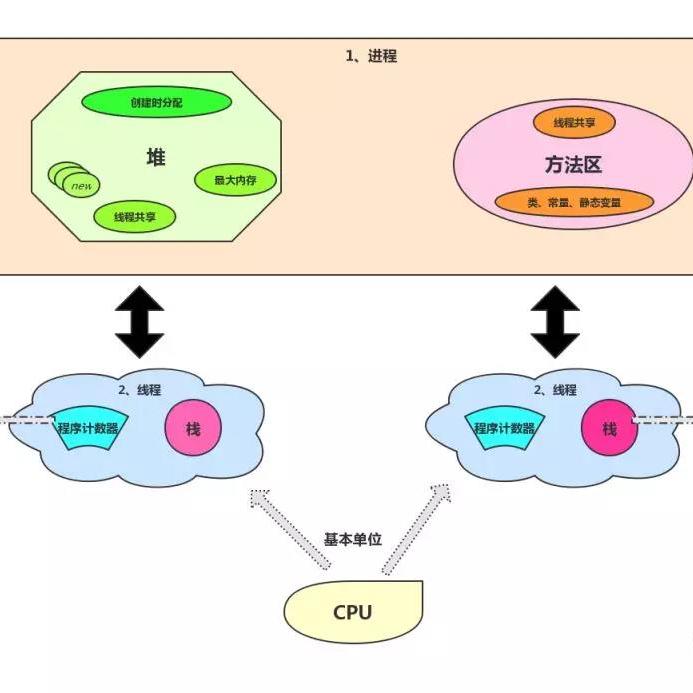 1、进程
创建时分配
堆
new
最大内存
线程共享
线程共享
方法区
类、常量、静态变量
2、线程
程序计数器
栈
2、线程
程序计数器
栈
基本单位
CPU